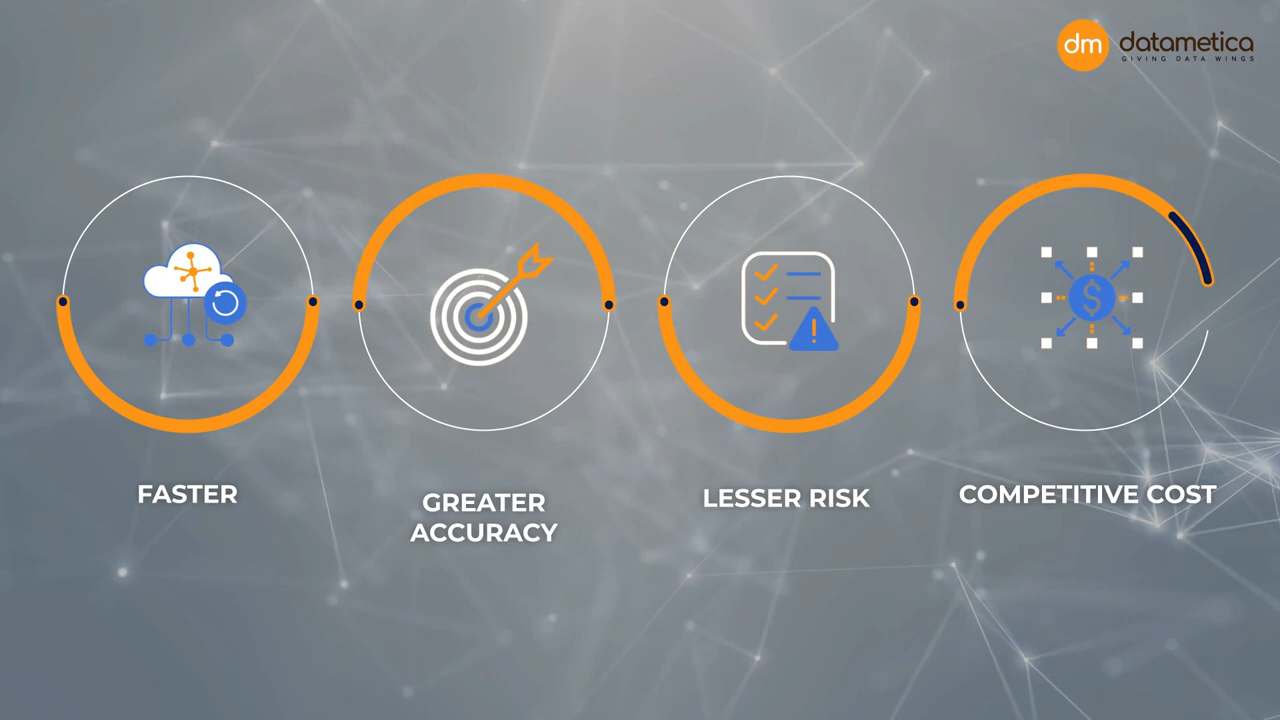 dm datametica
GIVING DATA WINGS
FASTER
GREATER
ACCURACY
LESSER RISK
COMPETITIVE COST
$